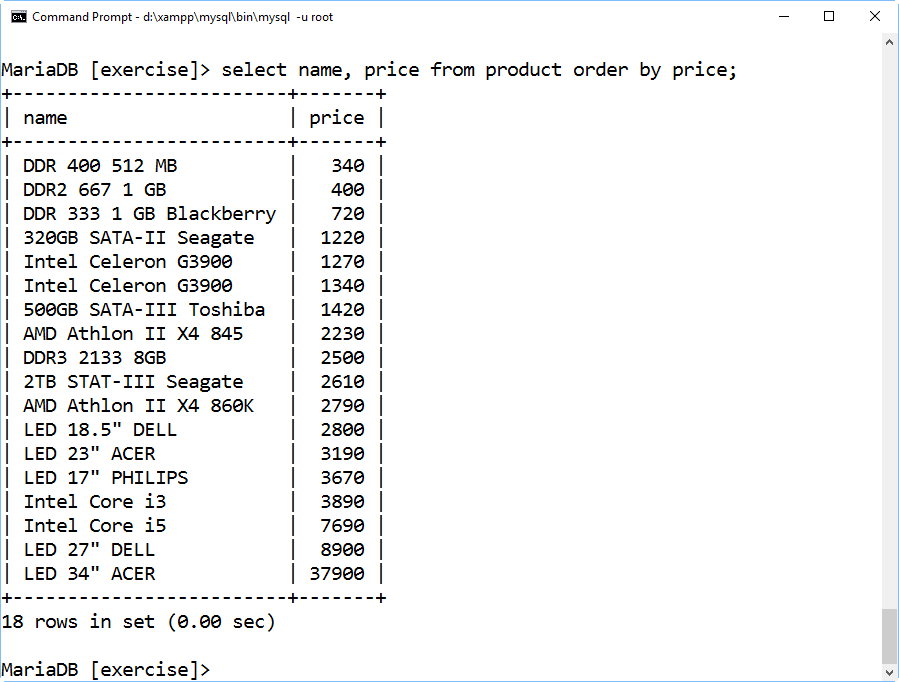 Command Prompt - d:\xampp\mysql\bin\mysql -u root
MariaDB [exercise]> select name, price from product order by price;
+-------------------------+-------+
| name                    | price |
+-------------------------+-------+
| DDR 400 512 MB          |   340 |
| DDR2 667 1 GB           |   400 |
| DDR 333 1 GB Blackberry |   720 |
| 320GB SATA-II Seagate   |  1220 |
| Intel Celeron G3900     |  1270 |
| Intel Celeron G3900     |  1340 |
| 500GB SATA-III Toshiba  |  1420 |
| AMD Athlon II X4 845    |  2230 |
| DDR3 2133 8GB           |  2500 |
| 2TB STAT-III Seagate    |  2610 |
| AMD Athlon II X4 860K   |  2790 |
| LED 18.5" DELL          |  2800 |
| LED 23" ACER            |  3190 |
| LED 17" PHILIPS         |  3670 |
| Intel Core i3           |  3890 |
| Intel Core i5           |  7690 |
| LED 27" DELL            |  8900 |
| LED 34" ACER            | 37900 |
+-------------------------+-------+
18 rows in set (0.00 sec)
MariaDB [exercise]>